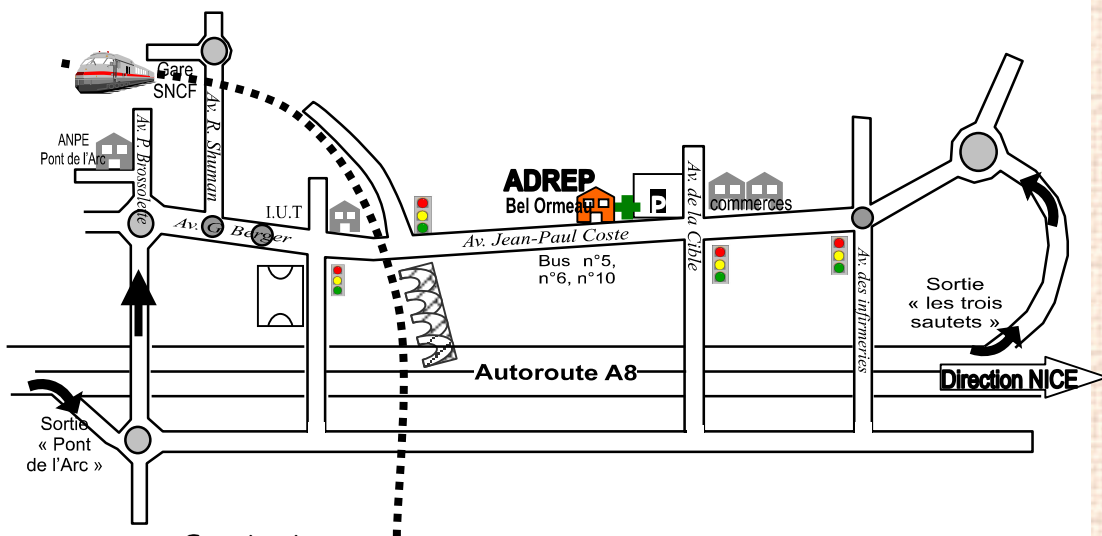 Gare
SNCF
ANPE
Pont de l'Arc
Av. P. Brossolette
Av. R. Shuman
I.U.T
Av. G. Berger
ADREP
Bel Ormeau
P
Av. de la Cible
commerces
Av. Jean-Paul Coste
Bus n°5,
n°6, n°10
Av. des infirmeries
Sortie
« les trois
sautets »
Autoroute A8
Direction NICE
Sortie
« Pont
de l'Arc »